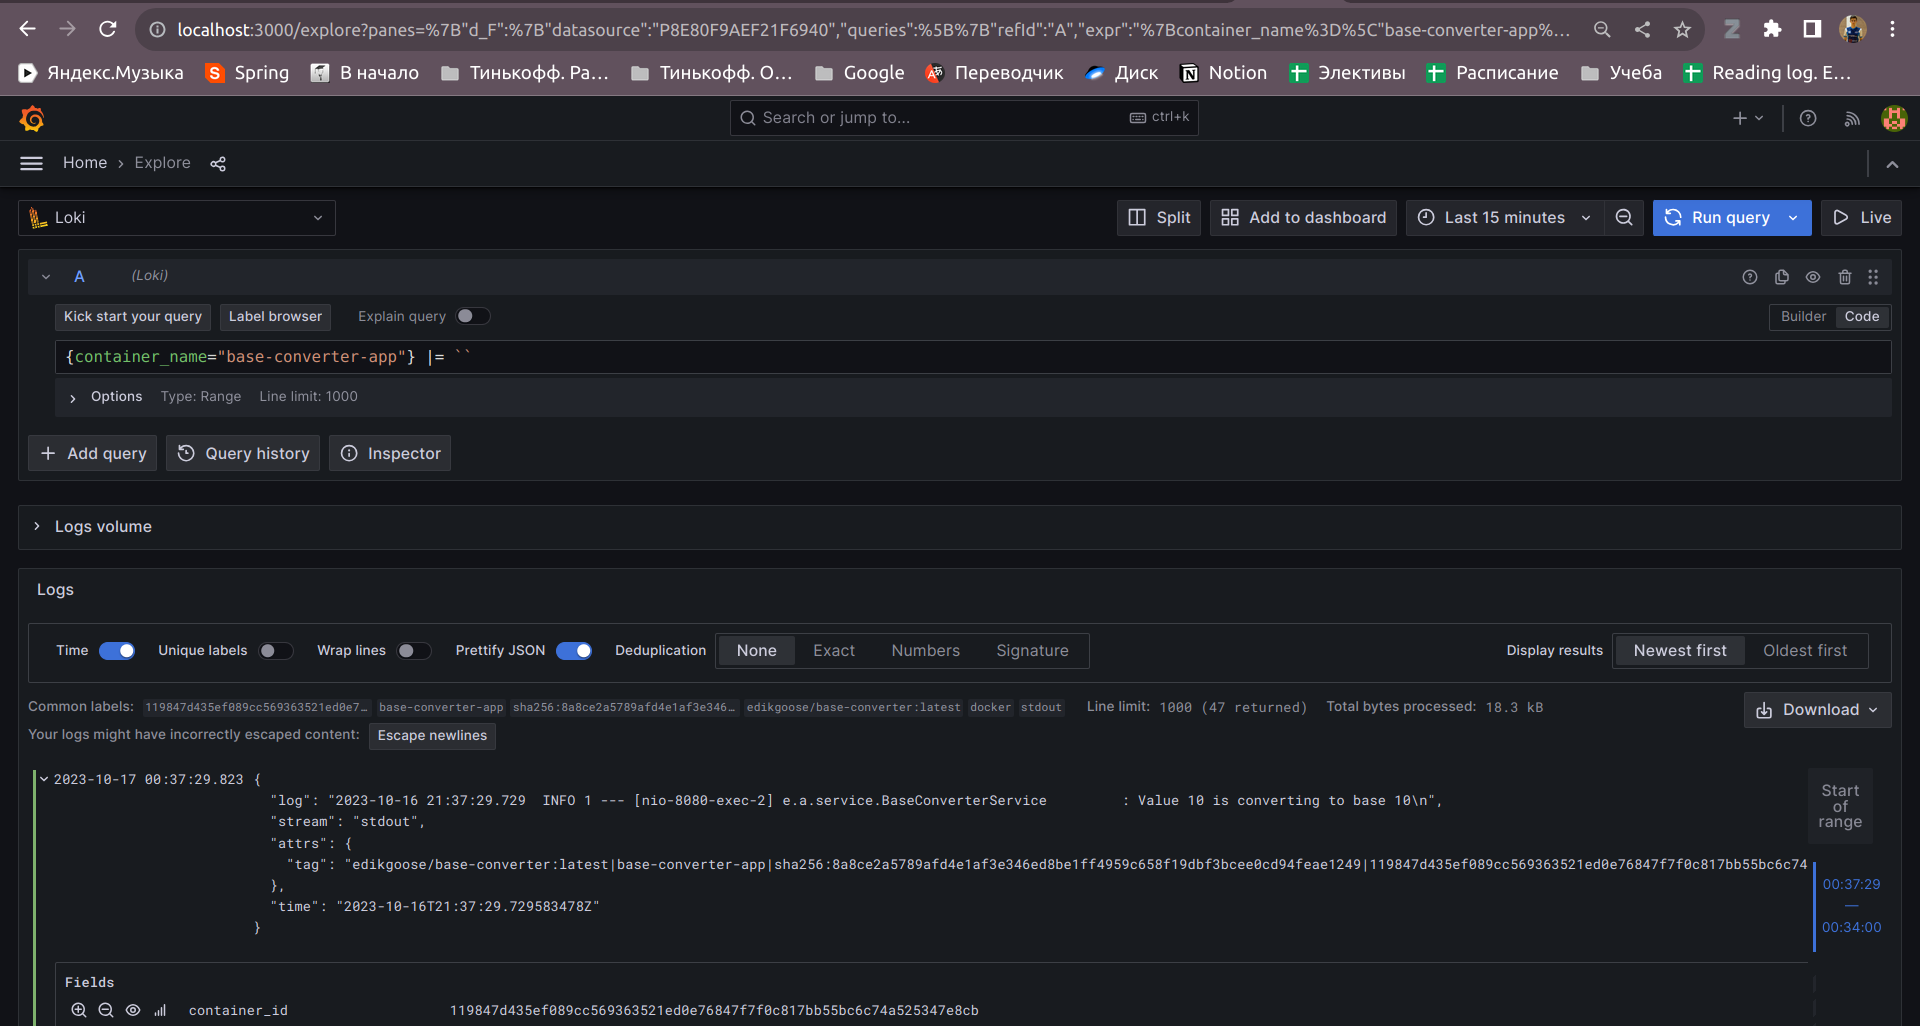 localhost:3000/explore?panes=%7B"d_F":%7B"datasource":"P8E80F9AEF21F6940","queries":%5B%7B"refId":"A","expr":"%7Bcontainer_name%3D%5C"base-converter-app%...
Яндекс.Музыка Spring В начало Тинькофф. Ра... Тинькофф. О... Google Переводчик Диск Notion Элективы Расписание Учеба Reading log. E...
Search or jump to... ctrl+k
Home › Explore
Loki Split Add to dashboard Last 15 minutes Run query Live
A (Loki)
Kick start your query Label browser Explain query Builder Code
{container_name="base-converter-app"} |= ``
Options Type: Range Line limit: 1000
+ Add query Query history Inspector
Logs volume
Logs
Time Unique labels Wrap lines Prettify JSON Deduplication None Exact Numbers Signature Display results Newest first Oldest first
Common labels: 119847d435ef089cc569363521ed0e7… base-converter-app sha256:8a8ce2a5789afd4e1af3e346… edikgoose/base-converter:latest docker stdout Line limit: 1000 (47 returned) Total bytes processed: 18.3 kB Download
Your logs might have incorrectly escaped content: Escape newlines
2023-10-17 00:37:29.823 {
"log": "2023-10-16 21:37:29.729  INFO 1 --- [nio-8080-exec-2] e.a.service.BaseConverterService         : Value 10 is converting to base 10\n",
"stream": "stdout",
"attrs": {
"tag": "edikgoose/base-converter:latest|base-converter-app|sha256:8a8ce2a5789afd4e1af3e346ed8be1ff4959c658f19dbf3bcee0cd94feae1249|119847d435ef089cc569363521ed0e76847f7f0c817bb55bc6c74
},
"time": "2023-10-16T21:37:29.729583478Z"
}
Start
of
range
00:37:29
—
00:34:00
Fields
container_id 119847d435ef089cc569363521ed0e76847f7f0c817bb55bc6c74a525347e8cb